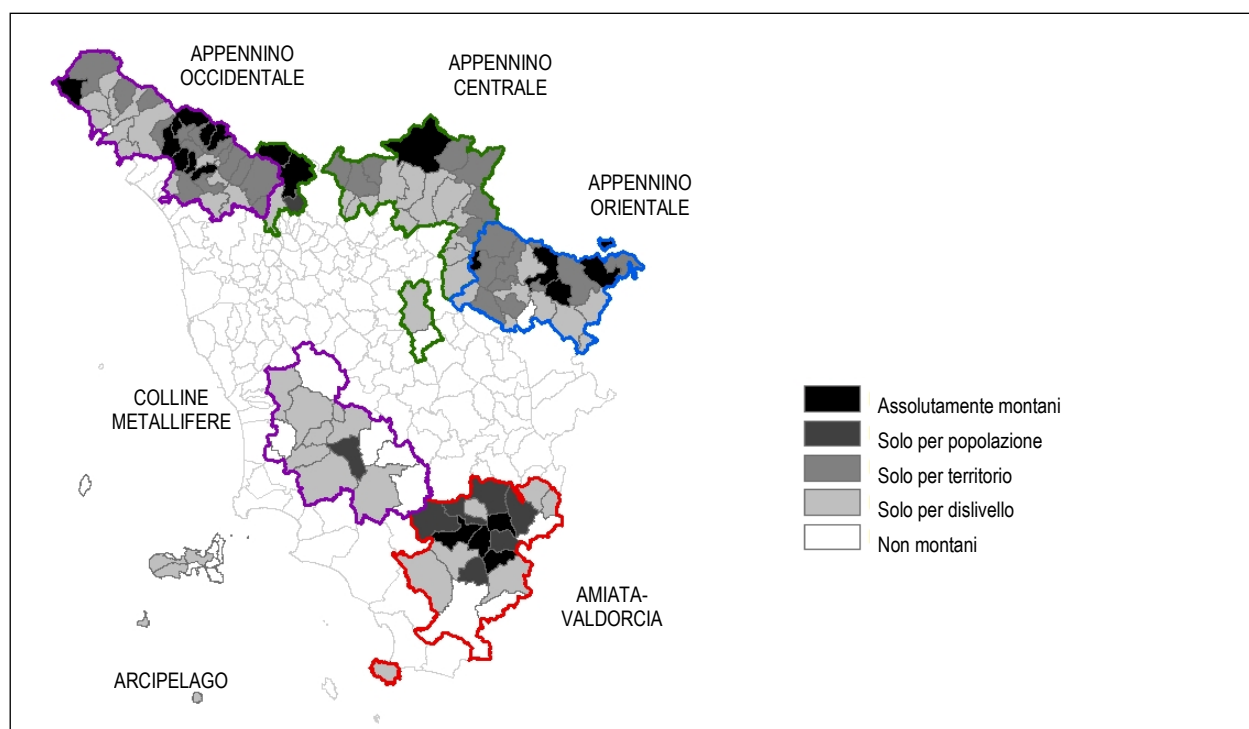 APPENNINO
OCCIDENTALE
APPENNINO
CENTRALE
APPENNINO
ORIENTALE
COLLINE
METALLIFERE
Assolutamente montani
Solo per popolazione
Solo per territorio
Solo per dislivello
Non montani
AMIATA-
VALDORCIA
ARCIPELAGO